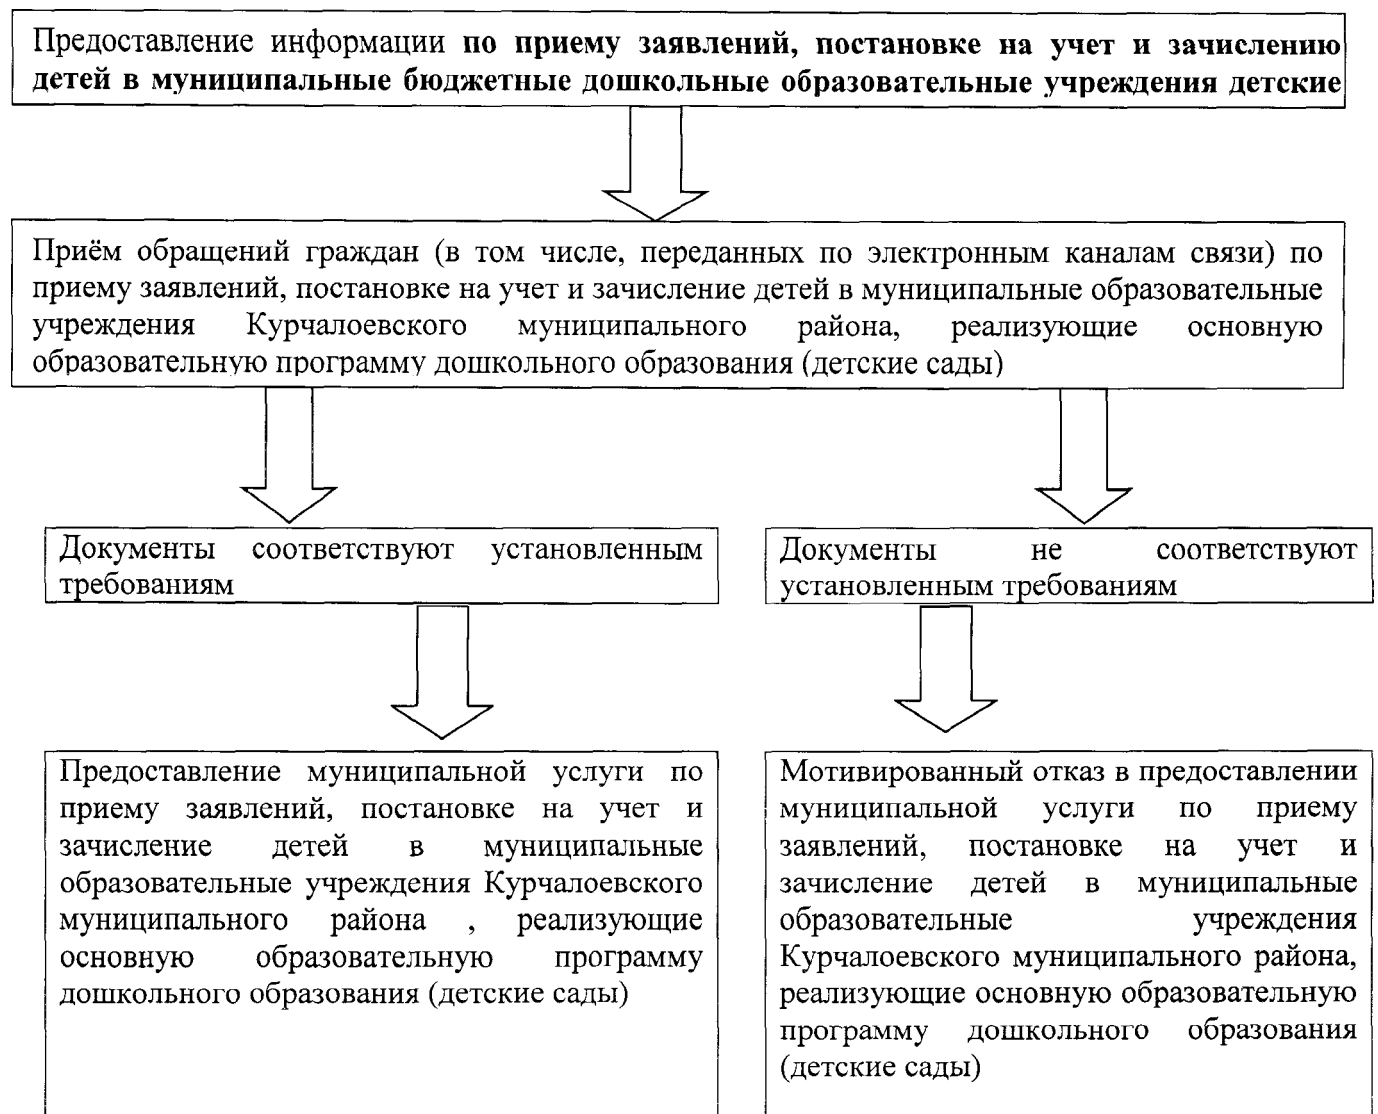 Предоставление информации по приему заявлений, постановке на учет и зачислению
детей в муниципальные бюджетные дошкольные образовательные учреждения детские
Приём обращений граждан (в том числе, переданных по электронным каналам связи) по
приему заявлений, постановке на учет и зачисление детей в муниципальные образовательные
учреждения Курчалоевского муниципального района, реализующие основную
образовательную программу дошкольного образования (детские сады)
Документы соответствуют установленным
требованиям
Документы не соответствуют
установленным требованиям
Предоставление муниципальной услуги по
приему заявлений, постановке на учет и
зачисление детей в муниципальные
образовательные учреждения Курчалоевского
муниципального района , реализующие
основную образовательную программу
дошкольного образования (детские сады)
Мотивированный отказ в предоставлении
муниципальной услуги по приему
заявлений, постановке на учет и
зачисление детей в муниципальные
образовательные учреждения
Курчалоевского муниципального района,
реализующие основную образовательную
программу дошкольного образования
(детские сады)